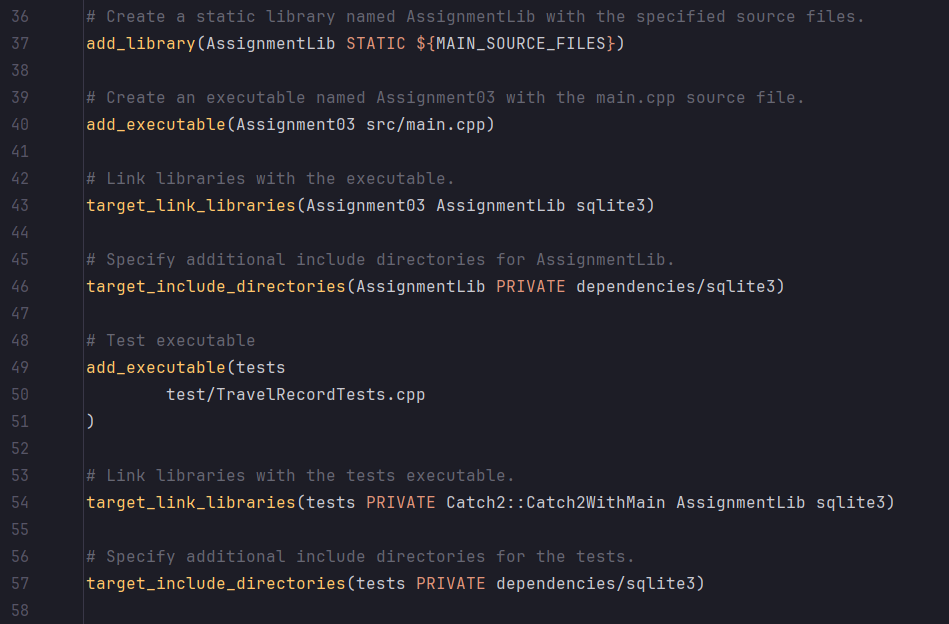 36 # Create a static library named AssignmentLib with the specified source files.
37 add_library(AssignmentLib STATIC ${MAIN_SOURCE_FILES})
38
39 # Create an executable named Assignment03 with the main.cpp source file.
40 add_executable(Assignment03 src/main.cpp)
41
42 # Link libraries with the executable.
43 target_link_libraries(Assignment03 AssignmentLib sqlite3)
44
45 # Specify additional include directories for AssignmentLib.
46 target_include_directories(AssignmentLib PRIVATE dependencies/sqlite3)
47
48 # Test executable
49 add_executable(tests
50         test/TravelRecordTests.cpp
51 )
52
53 # Link libraries with the tests executable.
54 target_link_libraries(tests PRIVATE Catch2::Catch2WithMain AssignmentLib sqlite3)
55
56 # Specify additional include directories for the tests.
57 target_include_directories(tests PRIVATE dependencies/sqlite3)
58